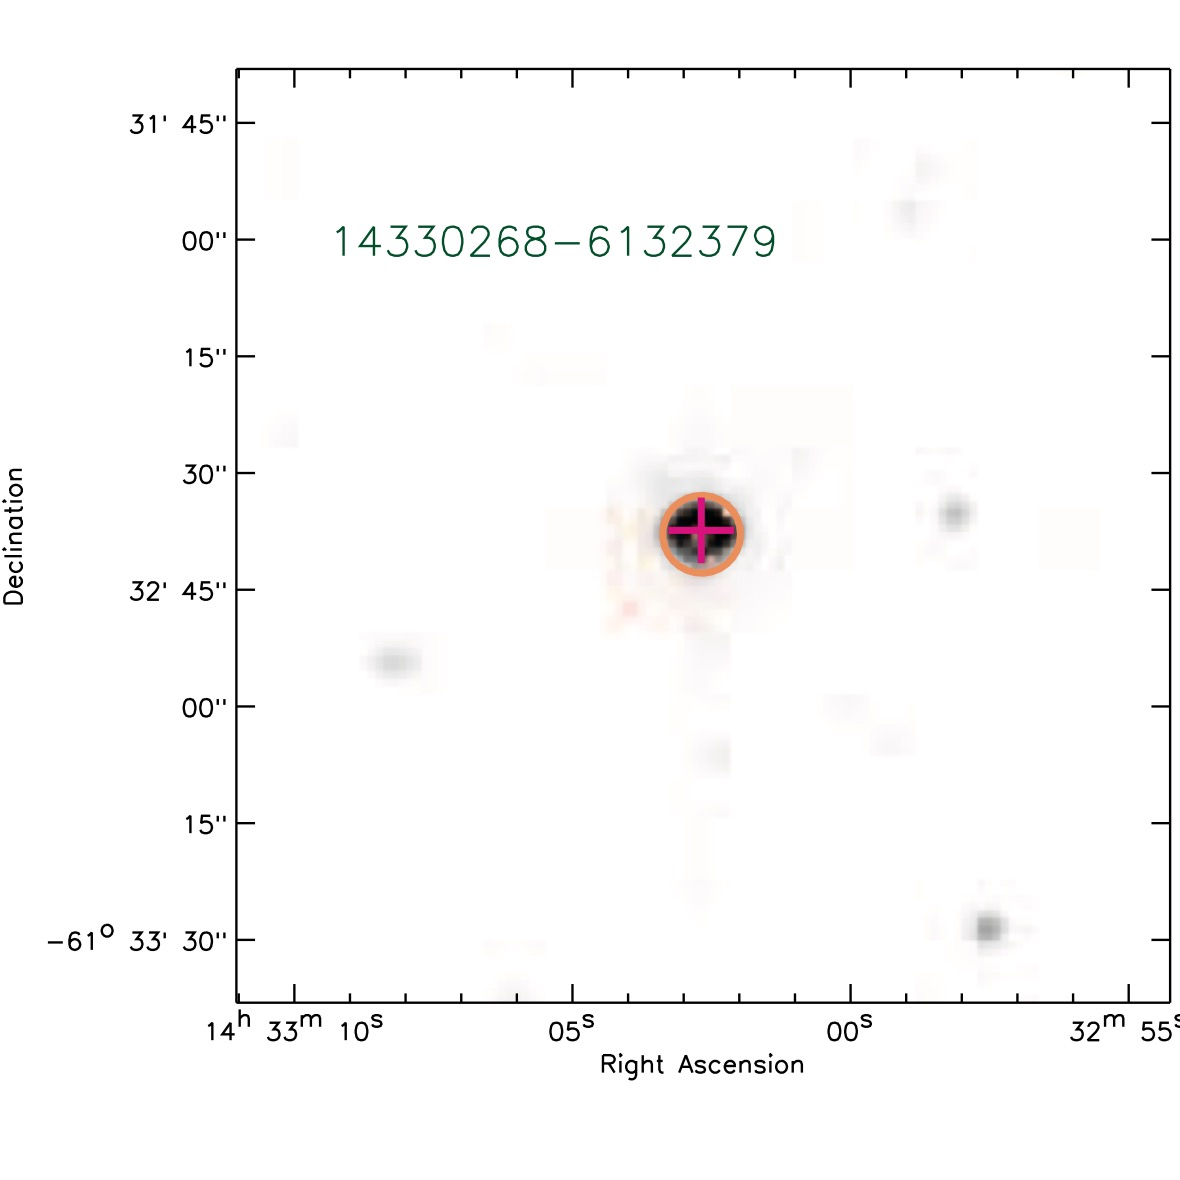 31' 45"
14330268-6132379
00"
15"
30"
Declination
32' 45"
00"
15"
-61° 33' 30"
14h 33m 10s 05s 00s 32m 55s
Right Ascension